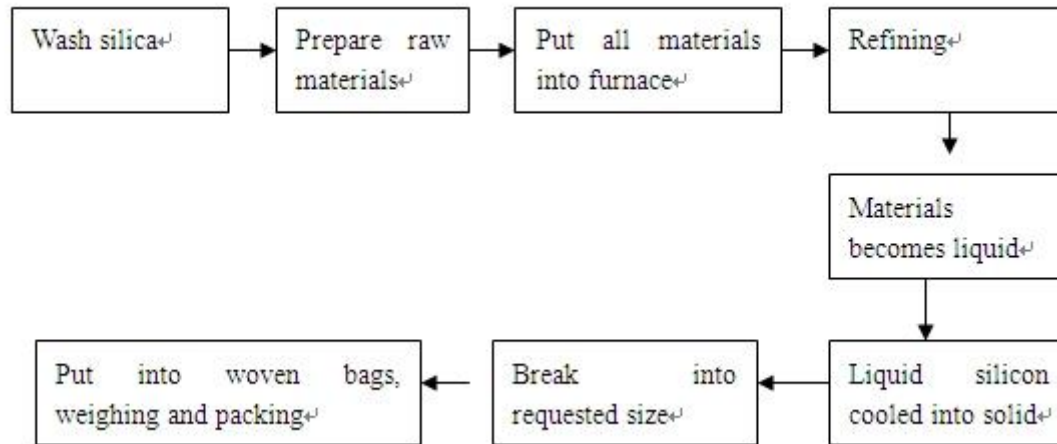 Wash silica↵
Prepare raw
materials↵
Put all materials
into furnace↵
Refining↵
Materials
becomes liquid↵
Liquid silicon
cooled into solid↵
Break into
requested size↵
Put into woven bags,
weighing and packing↵